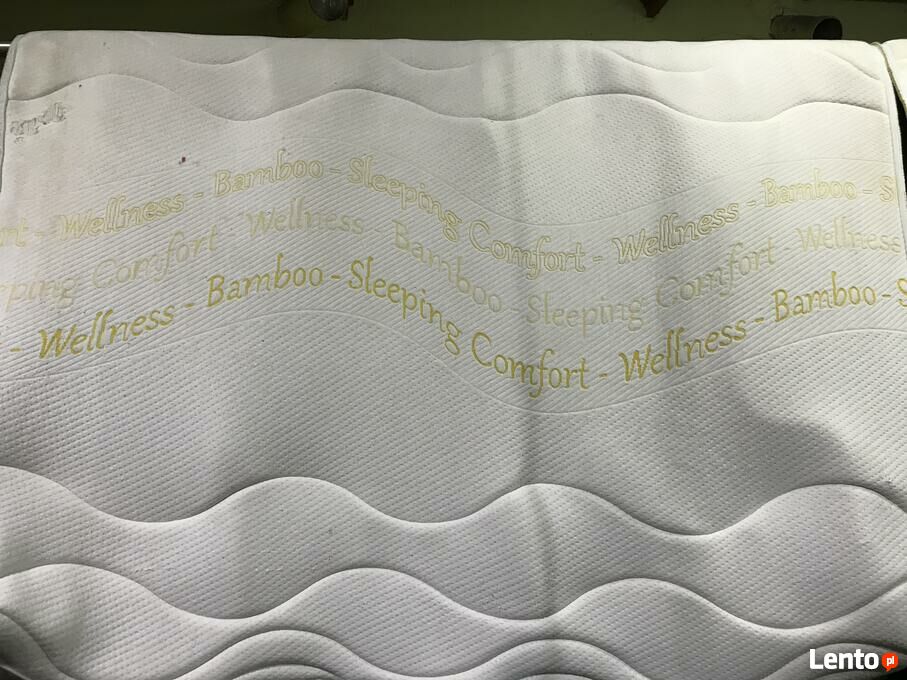 rt - Wellness - Bamboo - Sleeping Comfort - Wellness - Bamboo - S
eping Comfort - Wellness - Bamboo - Sleeping Comfort - Wellness
- Wellness - Bamboo - Sleeping Comfort - Wellness - Bamboo - S
Lento pl